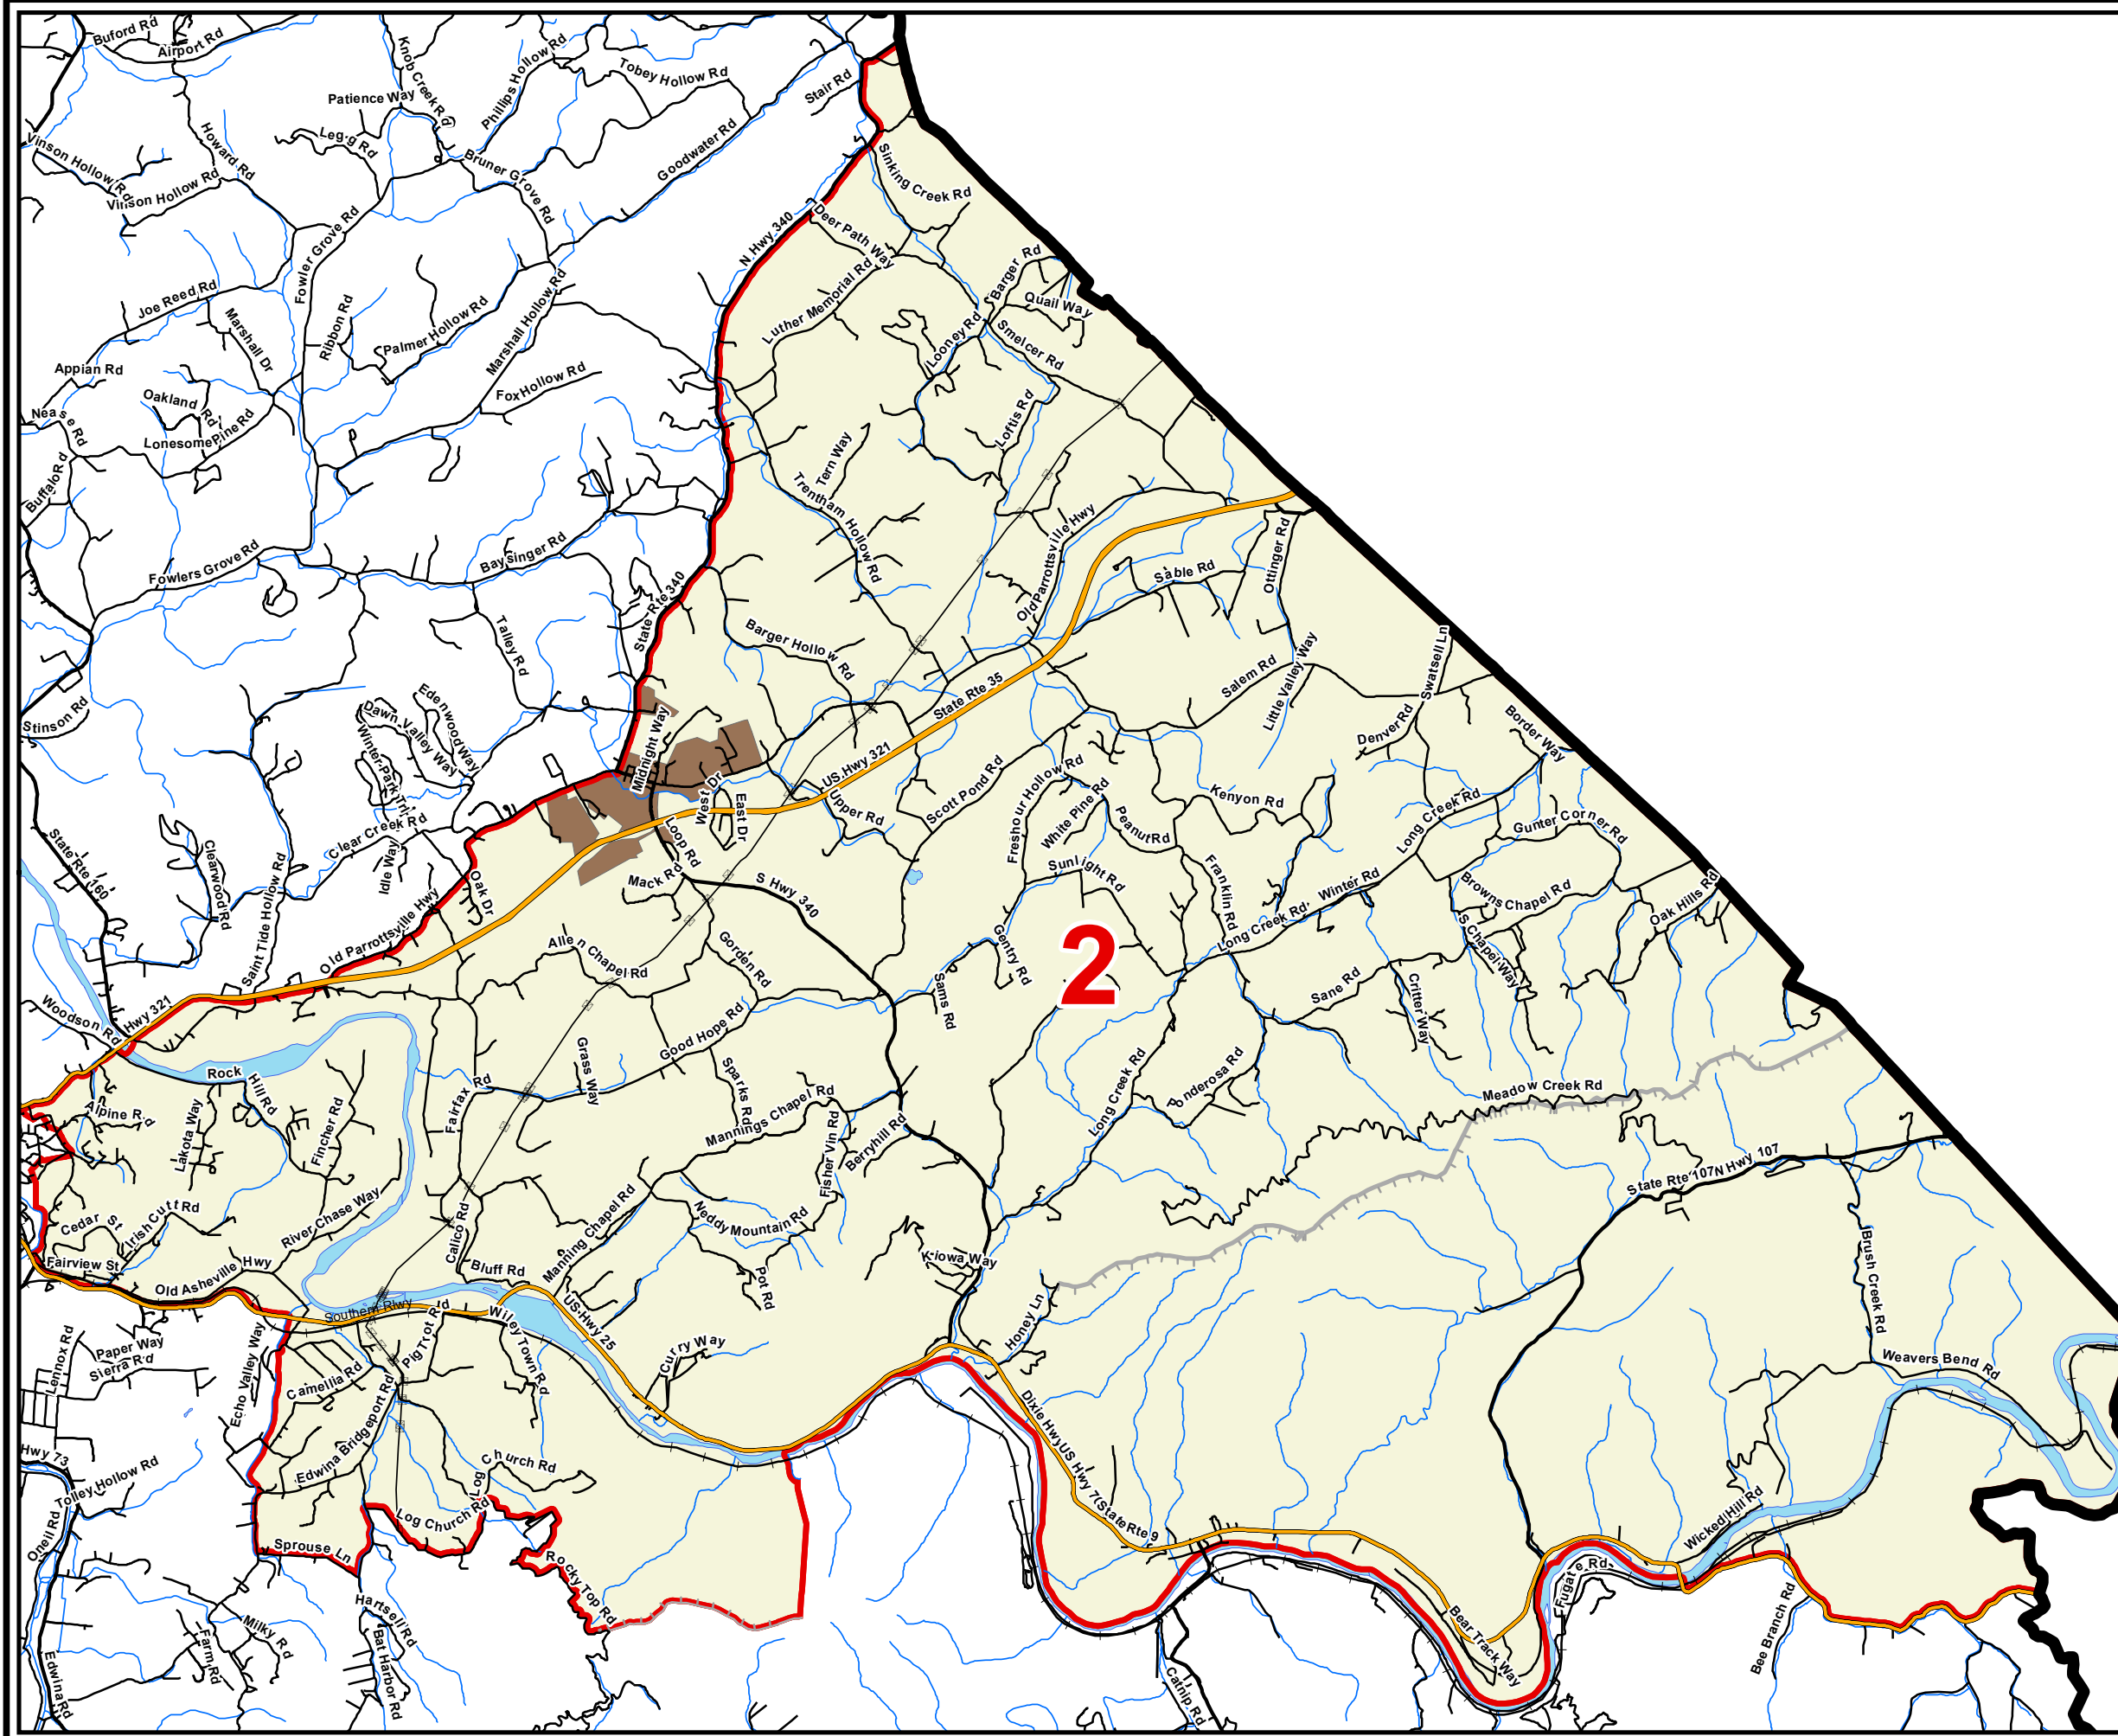 Buford Rd
Airport Rd
Knob Creek Rd
Phillips Hollow Rd
Tobey Hollow Rd
Stair Rd
Patience Way
Legg Rd
Howard Rd
Vinson Hollow Rd
Vinson Hollow Rd
Bruner Grove Rd
Goodwater Rd
Sinking Creek Rd
Fowler Grove Rd
N Hwy 340
Deer Path Way
Luther Memorial Rd
Barger Rd
Quail Way
Joe Reed Rd
Marshall Dr
Ribbon Rd
Palmer Hollow Rd
Marshall Hollow Rd
Looney Rd
Smelcer Rd
Appian Rd
Fox Hollow Rd
Oakland Rd
Nease Rd
Lonesome Pine Rd
Loftis Rd
Tern Way
Trentham Hollow Rd
Buffalo Rd
Fowlers Grove Rd
Baysinger Rd
Old Parrottsville Hwy
Sable Rd
Ottinger Rd
State Rte 340
Talley Rd
Barger Hollow Rd
Salem Rd
Little Valley Way
Swatsell Ln
State Rte 35
Stinson Rd
Edenwood Way
Dawn Valley Way
Winter Park Trl
Midnight Way
Denver Rd
Border Way
US Hwy 321
West Dr
East Dr
Upper Rd
Scott Pond Rd
Freshour Hollow Rd
White Pine Rd
Peanut Rd
Kenyon Rd
Long Creek Rd
Gunter Corner Rd
State Rte 160
Clear Creek Rd
Idle Way
Clearwood Rd
Saint Tide Hollow Rd
Oak Dr
Loop Rd
Mack Rd
S Hwy 340
Sunlight Rd
Franklin Rd
Winter Rd
Long Creek Rd
Browns Chapel Rd
Oak Hills Rd
S Chapel Way
Old Parrottsville Hwy
Allen Chapel Rd
Gorden Rd
Gentry Rd
2
Sams Rd
Sane Rd
Critter Way
Woodson Rd
Hwy 321
Good Hope Rd
Grass Way
Sparks Rd
Rock Hill Rd
Fairfax Rd
Long Creek Rd
Ponderosa Rd
Meadow Creek Rd
Alpine Rd
Lakota Way
Fincher Rd
Mannings Chapel Rd
Fisher Vin Rd
Berryhill Rd
State Rte 107
N Hwy 107
Cedar St
Irish Cutt Rd
River Chase Way
Calico Rd
Manning Chapel Rd
Neddy Mountain Rd
Kiowa Way
Brush Creek Rd
Fairview St
Old Asheville Hwy
Bluff Rd
Pot Rd
Southern Rlwy
Pig Trot Rd
Wiley Town Rd
US Hwy 25
Curry Way
Honey Ln
Lennox Rd
Paper Way
Sierra Rd
Echo Valley Way
Camellia Rd
Weavers Bend Rd
Edwina Bridgeport Rd
Dixie Hwy
US Hwy 70
State Rte 9
Hwy 73
Tolley Hollow Rd
Log Church Rd
Log Church Rd
Oneil Rd
Sprouse Ln
Rocky Top Rd
Wicked Hill Rd
Fugate Rd
Hartsell Rd
Milky Rd
Farm Rd
Bat Harbor Rd
Edwina Rd
Bear Track Way
Bee Branch Rd
Catnip Rd